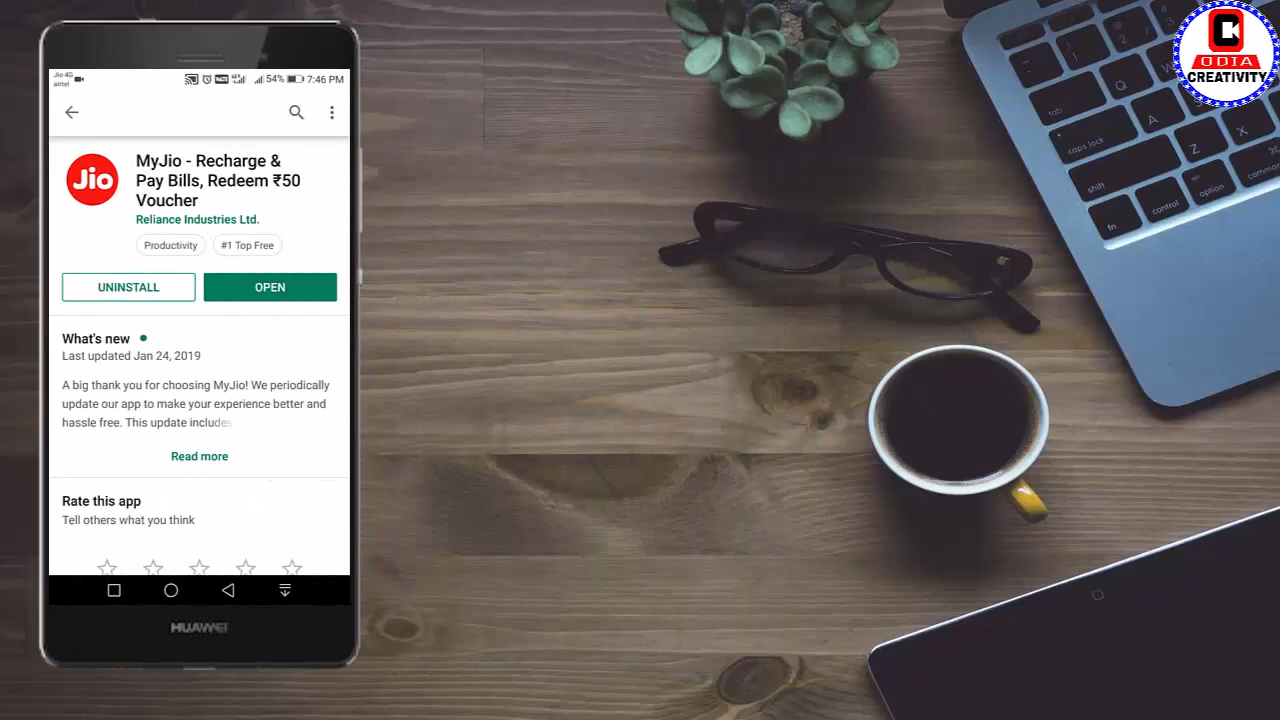 Jio 4G
airtel
54% 7:46 PM
MyJio - Recharge &
Pay Bills, Redeem ₹50
Voucher
Reliance Industries Ltd.
Productivity
#1 Top Free
UNINSTALL
OPEN
What's new
Last updated Jan 24, 2019
A big thank you for choosing MyJio! We periodically
update our app to make your experience better and
hassle free. This update includes
Read more
Rate this app
Tell others what you think
HUAWEI
Jio
ODIA
CREATIVITY
tab
caps lock
shift
fn
control
option
Q
W
A
S
Z
X